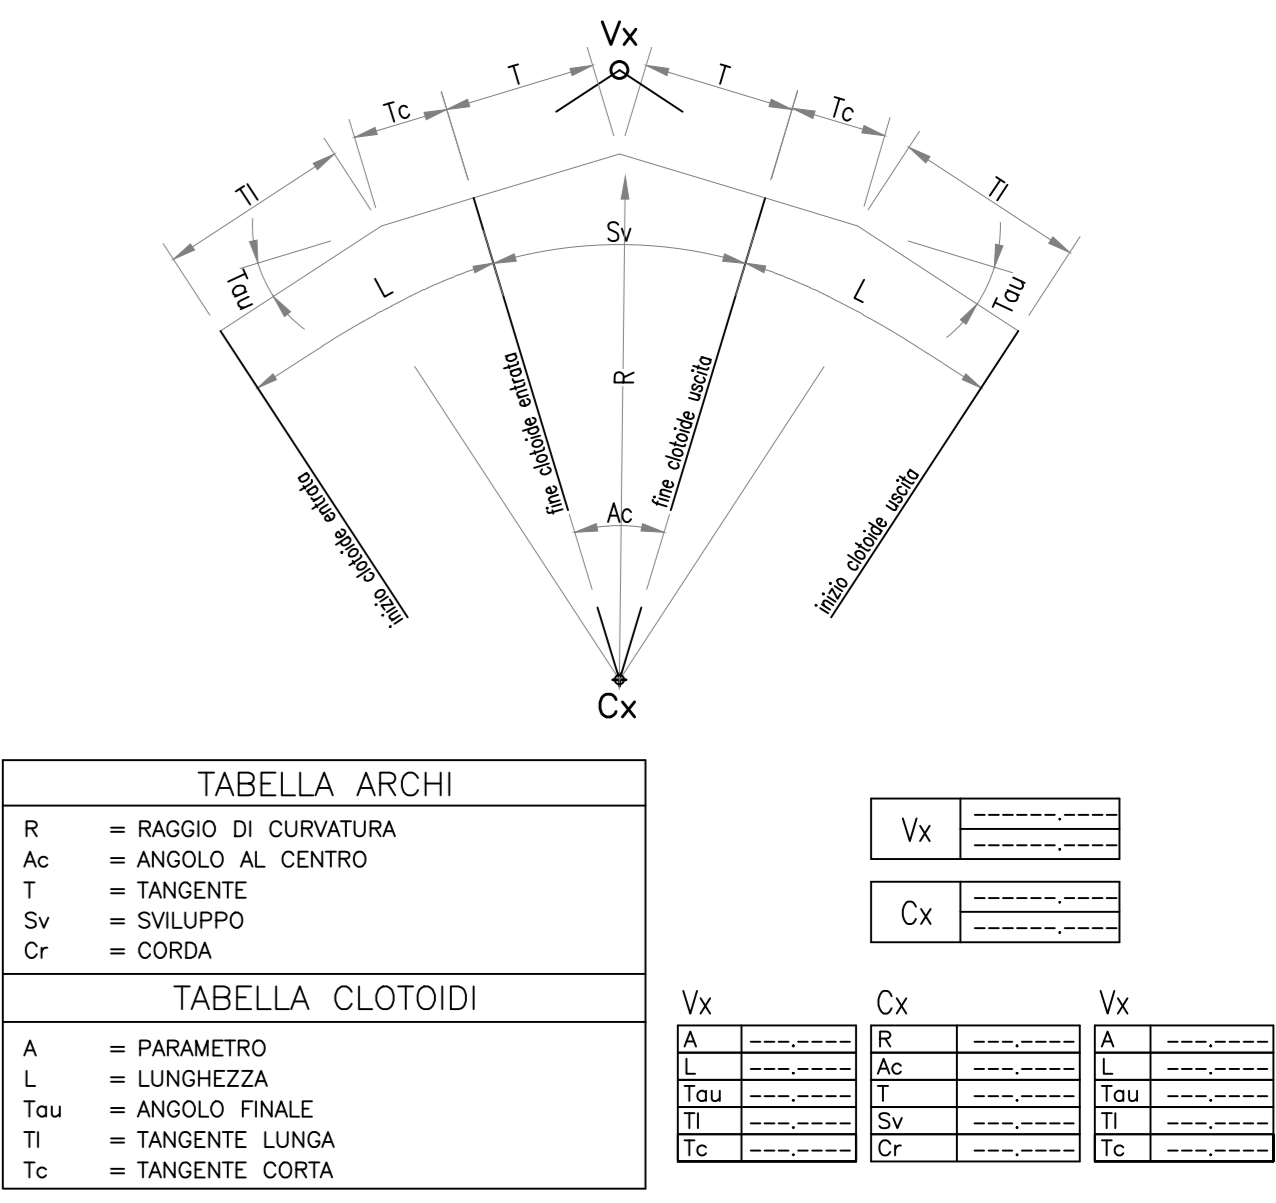 Vx
T
T
Tc
Tc
Tl
Tl
Sv
Tau
Tau
L
L
R
fine clotoide entrata
fine clotoide uscita
inizio clotoide entrata
inizio clotoide uscita
Ac
Cx
TABELLA ARCHI
R = RAGGIO DI CURVATURA
Ac = ANGOLO AL CENTRO
T = TANGENTE
Sv = SVILUPPO
Cr = CORDA
TABELLA CLOTOIDI
A = PARAMETRO
L = LUNGHEZZA
Tau = ANGOLO FINALE
Tl = TANGENTE LUNGA
Tc = TANGENTE CORTA
Vx ------.----
------.----
Cx ------.----
------.----
Vx
A ---.----
L ---.----
Tau ---.----
Tl ---.----
Tc ---.----
Cx
R ---.----
Ac ---.----
T ---.----
Sv ---.----
Cr ---.----
Vx
A ---.----
L ---.----
Tau ---.----
Tl ---.----
Tc ---.----